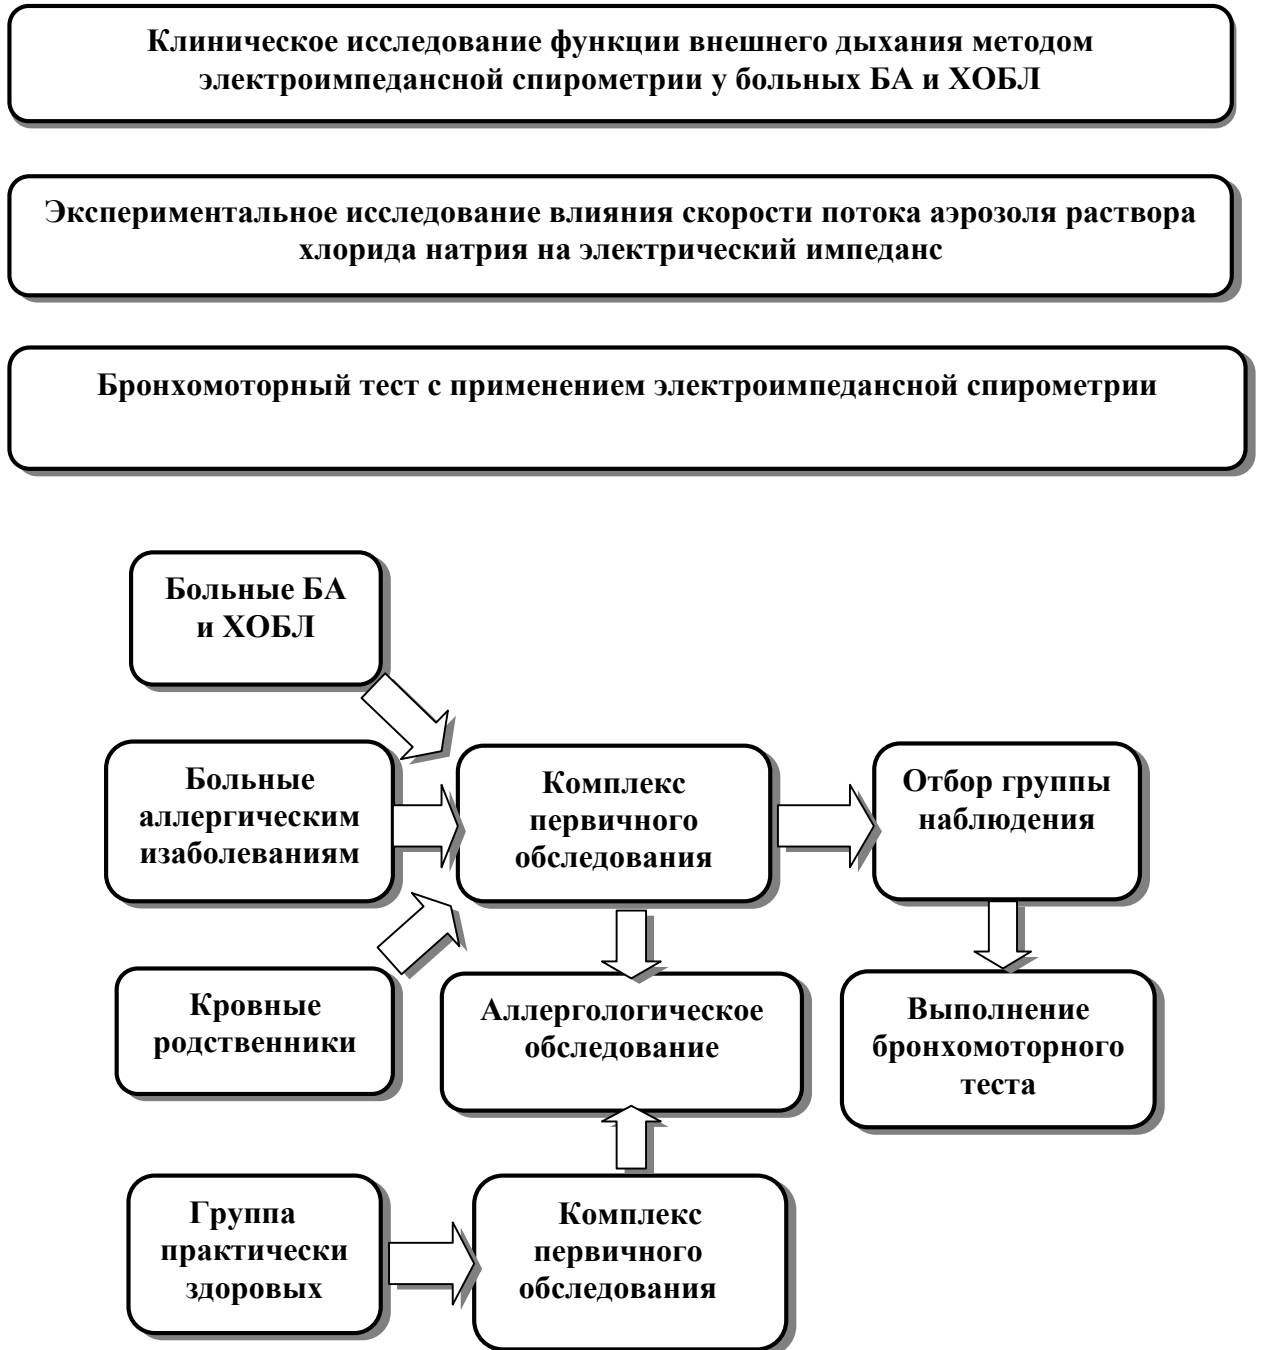 Клиническое исследование функции внешнего дыхания методом
электроимпедансной спирометрии у больных БА и ХОБЛ
Экспериментальное исследование влияния скорости потока аэрозоля раствора
хлорида натрия на электрический импеданс
Бронхомоторный тест с применением электроимпедансной спирометрии
Больные БА
и ХОБЛ
Больные
аллергическим
изаболеваниям
Комплекс
первичного
обследования
Отбор группы
наблюдения
Кровные
родственники
Аллергологическое
обследование
Выполнение
бронхомоторного
теста
Группа
практически
здоровых
Комплекс
первичного
обследования